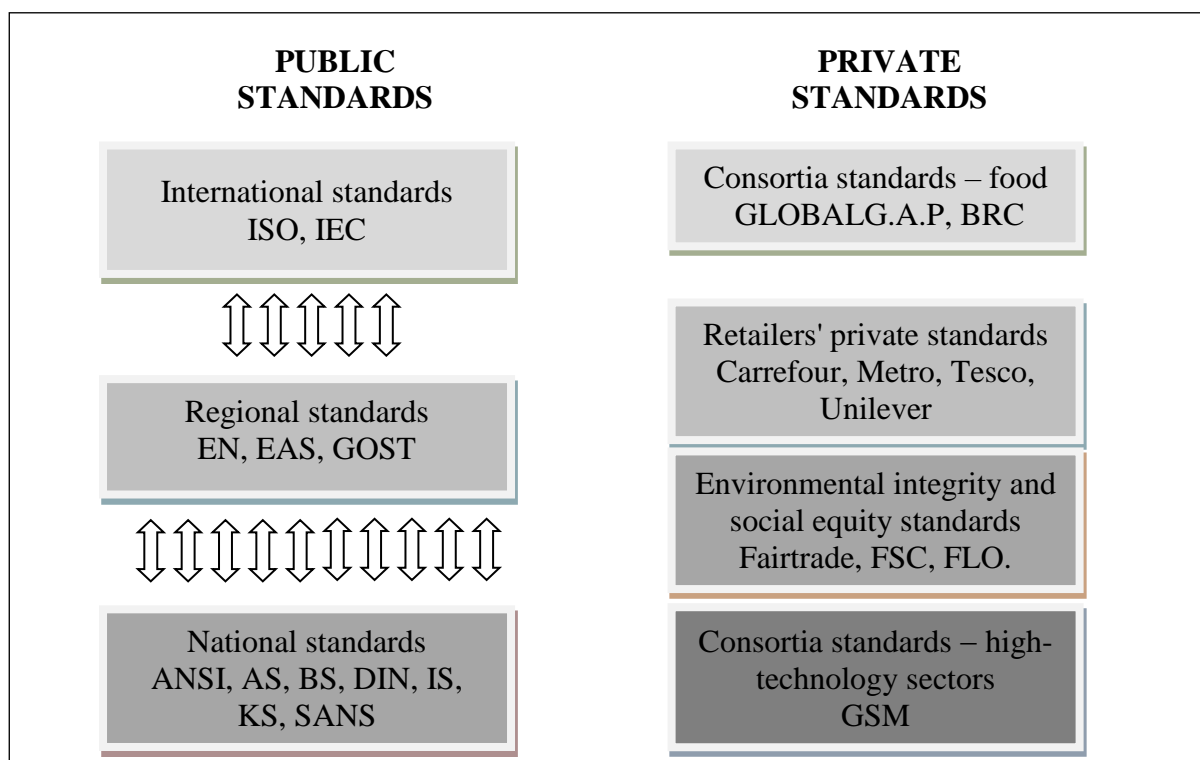 PUBLIC
STANDARDS
International standards
ISO, IEC
Regional standards
EN, EAS, GOST
National standards
ANSI, AS, BS, DIN, IS,
KS, SANS
PRIVATE
STANDARDS
Consortia standards – food
GLOBALG.A.P, BRC
Retailers' private standards
Carrefour, Metro, Tesco,
Unilever
Environmental integrity and
social equity standards
Fairtrade, FSC, FLO.
Consortia standards – high-
technology sectors
GSM